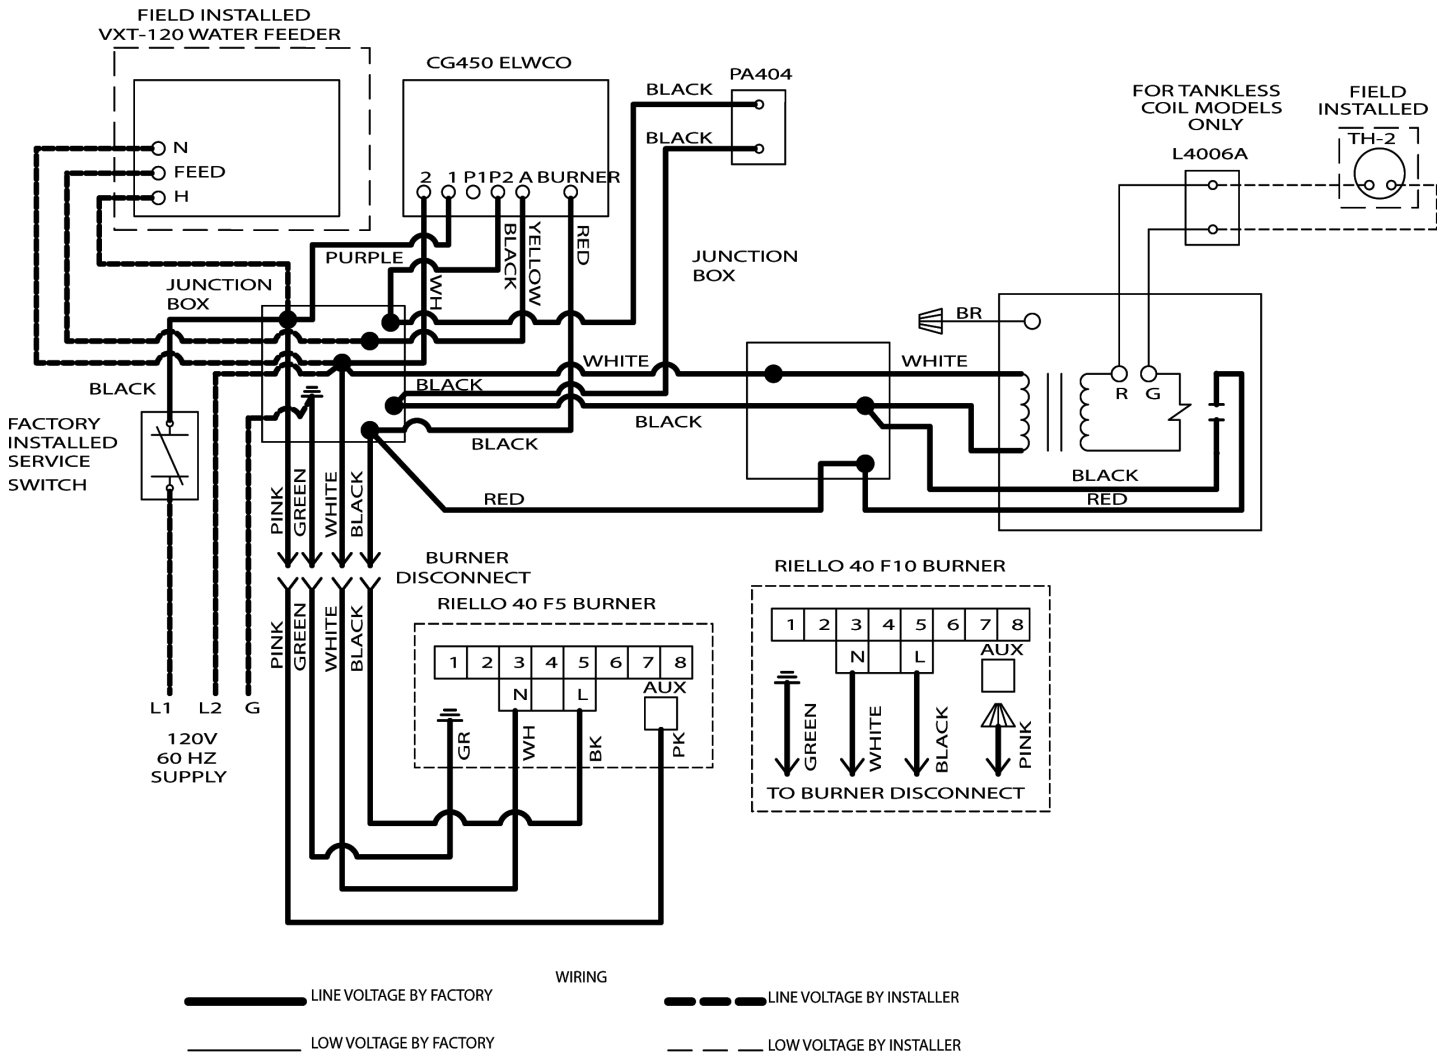 FIELD INSTALLED
VXT-120 WATER FEEDER
N
FEED
H
CG450 ELWCO
2 1 P1 P2 A BURNER
PURPLE
WH
BLACK
YELLOW
RED
PA404
BLACK
BLACK
JUNCTION
BOX
JUNCTION
BOX
FOR TANKLESS
COIL MODELS
ONLY
L4006A
FIELD
INSTALLED
TH-2
BR
R G
WHITE
WHITE
BLACK
BLACK
BLACK
BLACK
RED
BLACK
RED
FACTORY
INSTALLED
SERVICE
SWITCH
PINK
GREEN
WHITE
BLACK
BURNER
DISCONNECT
PINK
GREEN
WHITE
BLACK
L1 L2 G
120V
60 HZ
SUPPLY
RIELLO 40 F5 BURNER
1 2 3 4 5 6 7 8
N L
AUX
GR
WH
BK
PK
RIELLO 40 F10 BURNER
1 2 3 4 5 6 7 8
N L
AUX
GREEN
WHITE
BLACK
PINK
TO BURNER DISCONNECT
WIRING
LINE VOLTAGE BY FACTORY
LINE VOLTAGE BY INSTALLER
LOW VOLTAGE BY FACTORY
LOW VOLTAGE BY INSTALLER